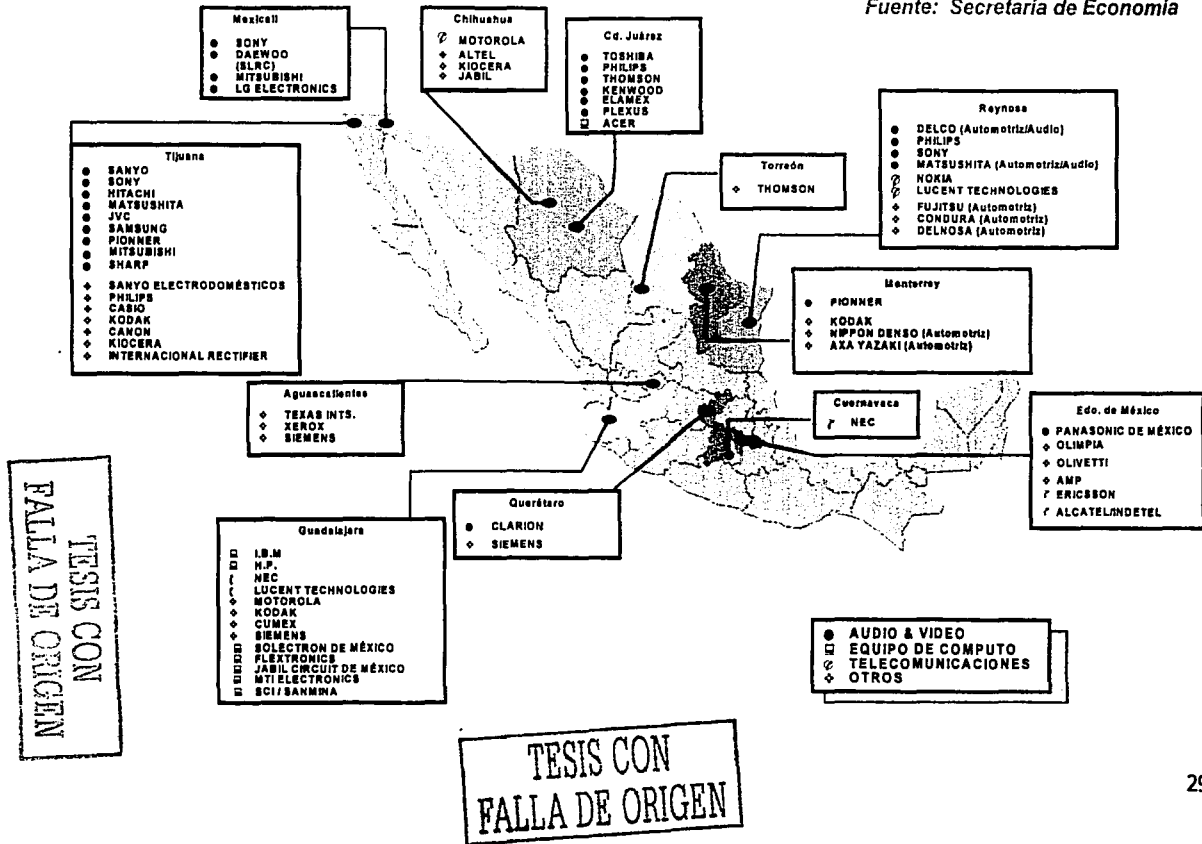 Fuente: Secretaría de Economía
Mexicali
SONY
DAEWOO
(SLRC)
MITSUBISHI
LG ELECTRONICS
Chihuahua
MOTOROLA
ALTEL
KIOCERA
JABIL
Cd. Juárez
TOSHIBA
PHILIPS
THOMSON
KENWOOD
ELAMEX
PLEXUS
ACER
Reynosa
DELCO (Automotriz/Audio)
PHILIPS
SONY
MATSUSHITA (Automotriz/Audio)
NOKIA
LUCENT TECHNOLOGIES
FUJITSU (Automotriz)
CONDURA (Automotriz)
DELNOSA (Automotriz)
Tijuana
SANYO
SONY
HITACHI
MATSUSHITA
JVC
SAMSUNG
PIONNER
MITSUBISHI
SHARP
SANYO ELECTRODOMÉSTICOS
PHILIPS
CASIO
KODAK
CANON
KIOCERA
INTERNACIONAL RECTIFIER
Torreón
THOMSON
Monterrey
PIONNER
KODAK
NIPPON DENSO (Automotriz)
AXA YAZAKI (Automotriz)
Aguascalientes
TEXAS INTS.
XEROX
SIEMENS
Cuernavaca
NEC
Edo. de México
PANASONIC DE MÉXICO
OLIMPIA
OLIVETTI
AMP
ERICSSON
ALCATEL/INDETEL
Querétaro
CLARION
SIEMENS
Guadalajara
I.B.M
H.P.
NEC
LUCENT TECHNOLOGIES
MOTOROLA
KODAK
CUMEX
SIEMENS
SOLECTRON DE MÉXICO
FLEXTRONICS
JABIL CIRCUIT DE MÉXICO
MTI ELECTRONICS
SCI / SANMINA
AUDIO & VIDEO
EQUIPO DE COMPUTO
TELECOMUNICACIONES
OTROS
TESIS CON
FALLA DE ORIGEN
TESIS CON
FALLA DE ORIGEN
29